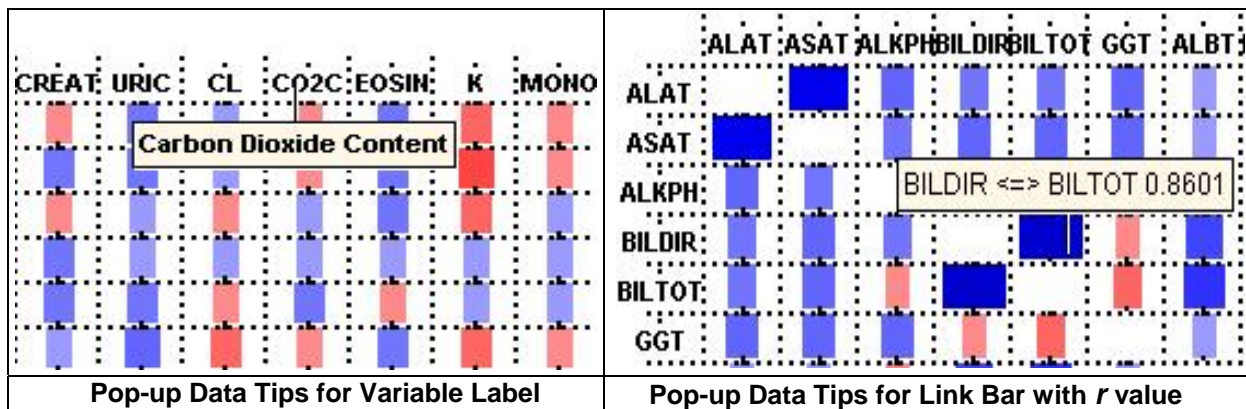 CREAT URIC CL CO2C EOSIN K MONO
Carbon Dioxide Content
Pop-up Data Tips for Variable Label
ALAT ASAT ALKPH BILDIR BILTOT GGT ALBT
ALAT
ASAT
BILDIR <=> BILTOT 0.8601
ALKPH
BILDIR
BILTOT
GGT
Pop-up Data Tips for Link Bar with r value